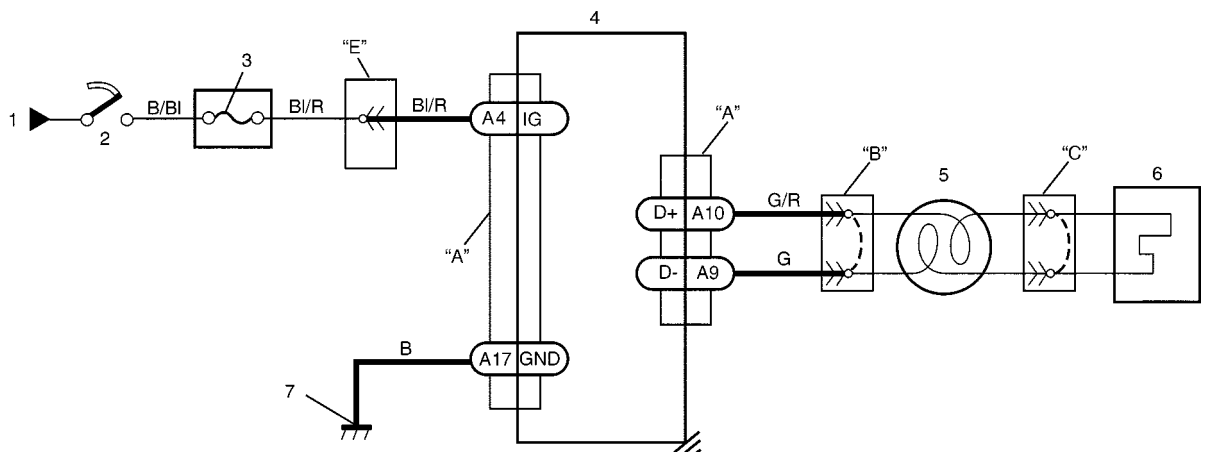 4
"E"
3
B/Bl
Bl/R
Bl/R
1
2
A4
IG
"A"
"B"
5
"C"
6
D+
A10
G/R
"A"
D-
A9
G
B
A17
GND
7